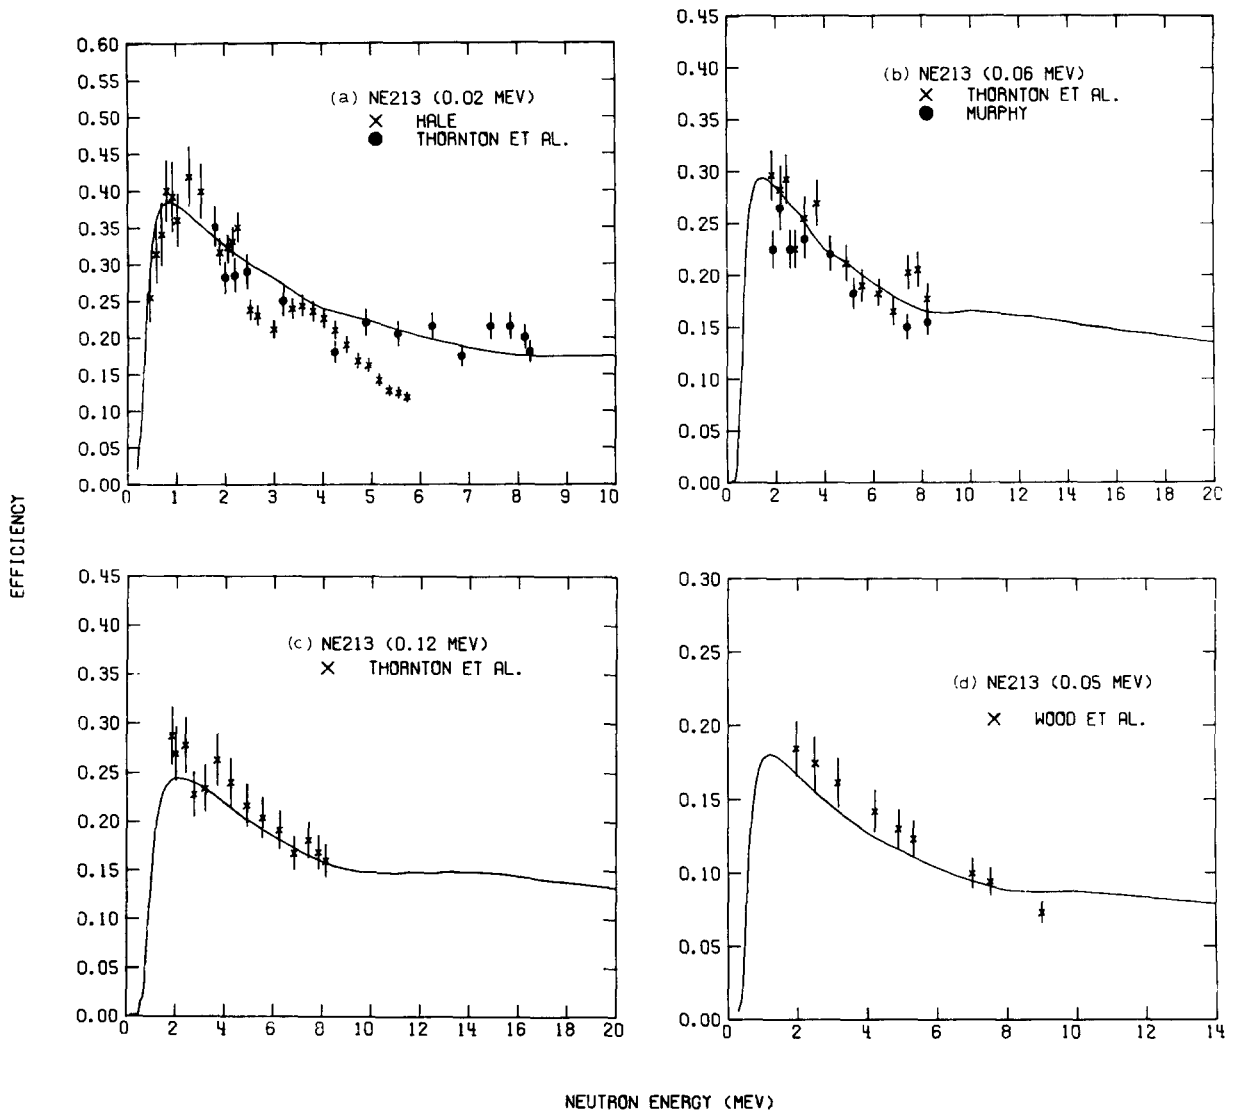 EFFICIENCY
0.60
0.55
0.50
0.45
0.40
0.35
0.30
0.25
0.20
0.15
0.10
0.05
0.00
(a) NE213 (0.02 MEV)
× HALE
● THORNTON ET AL.
0 1 2 3 4 5 6 7 8 9 10
0.45
0.40
0.35
0.30
0.25
0.20
0.15
0.10
0.05
0.00
(b) NE213 (0.06 MEV)
× THORNTON ET AL.
● MURPHY
0 2 4 6 8 10 12 14 16 18 20
0.45
0.40
0.35
0.30
0.25
0.20
0.15
0.10
0.05
0.00
(c) NE213 (0.12 MEV)
× THORNTON ET AL.
0 2 4 6 8 10 12 14 16 18 20
0.30
0.25
0.20
0.15
0.10
0.05
0.00
(d) NE213 (0.05 MEV)
× WOOD ET AL.
0 2 4 6 8 10 12 14
NEUTRON ENERGY (MEV)